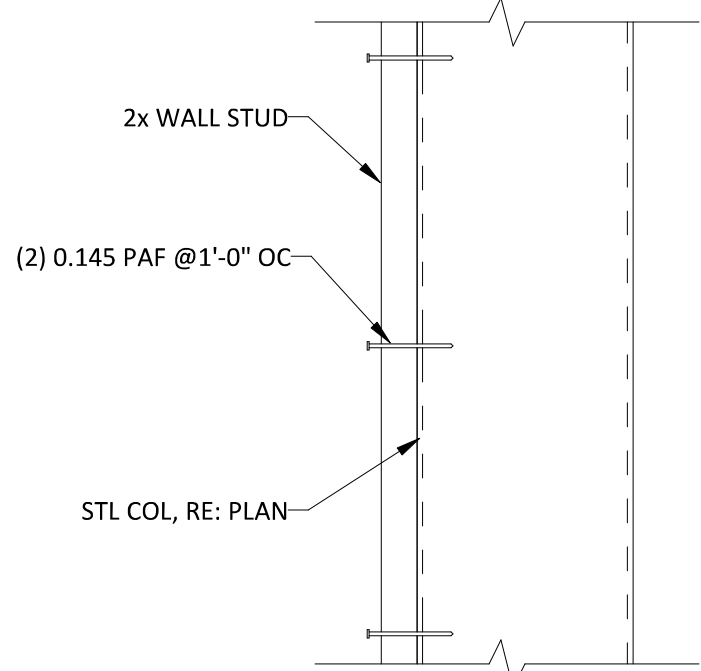 2x WALL STUD
(2) 0.145 PAF @1'-0" OC
STL COL, RE: PLAN